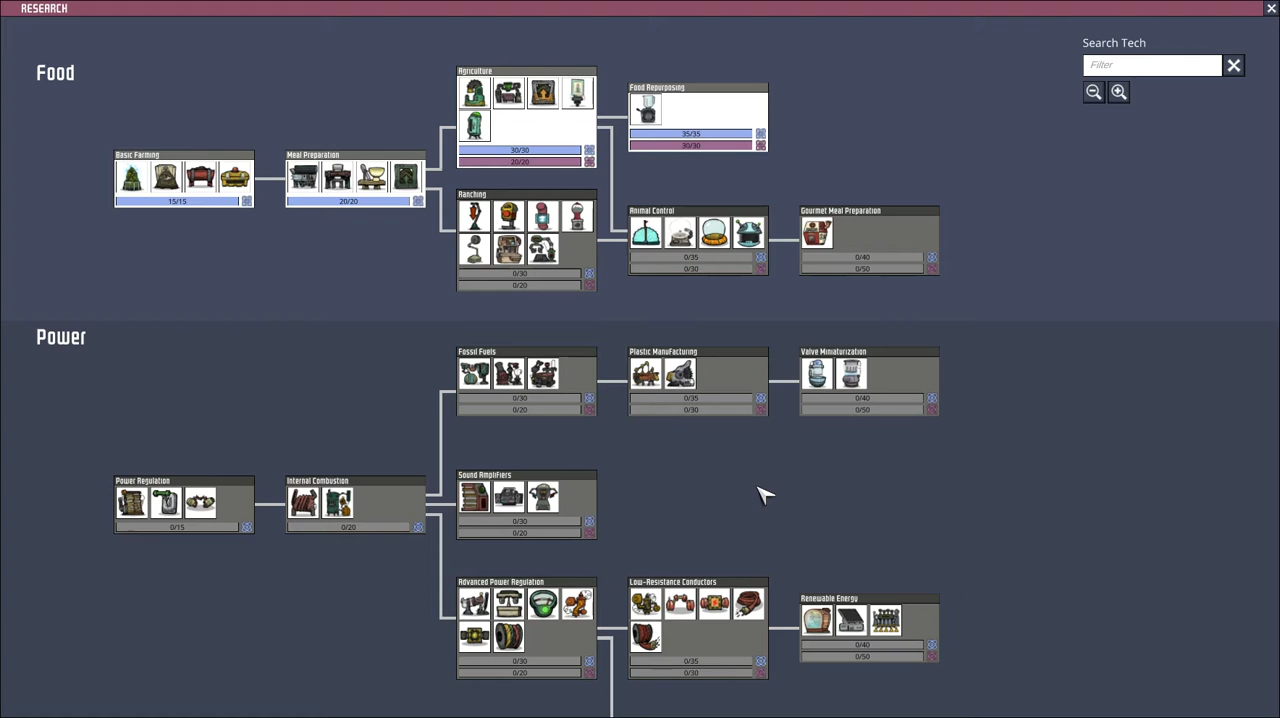 RESEARCH
Search Tech
Filter
Food
Agriculture
30/30
20/20
Food Repurposing
35/35
30/30
Basic Farming
15/15
Meal Preparation
20/20
Ranching
0/30
0/20
Animal Control
0/35
0/30
Gourmet Meal Preparation
0/40
0/50
Power
Fossil Fuels
0/30
0/20
Plastic Manufacturing
0/35
0/30
Valve Miniaturization
0/40
0/50
Power Regulation
0/15
Internal Combustion
0/20
Sound Amplifiers
0/30
0/20
Advanced Power Regulation
0/30
0/20
Low-Resistance Conductors
0/35
0/30
Renewable Energy
0/40
0/50